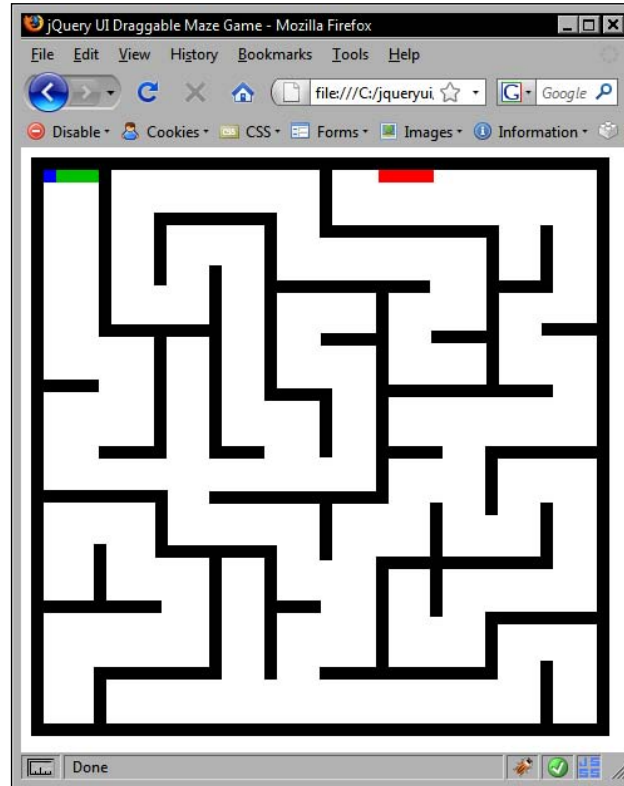 jQuery UI Draggable Maze Game - Mozilla Firefox
File Edit View History Bookmarks Tools Help
file:///C:/jqueryui, G Google
Disable Cookies CSS CSS Forms Images Information
Done